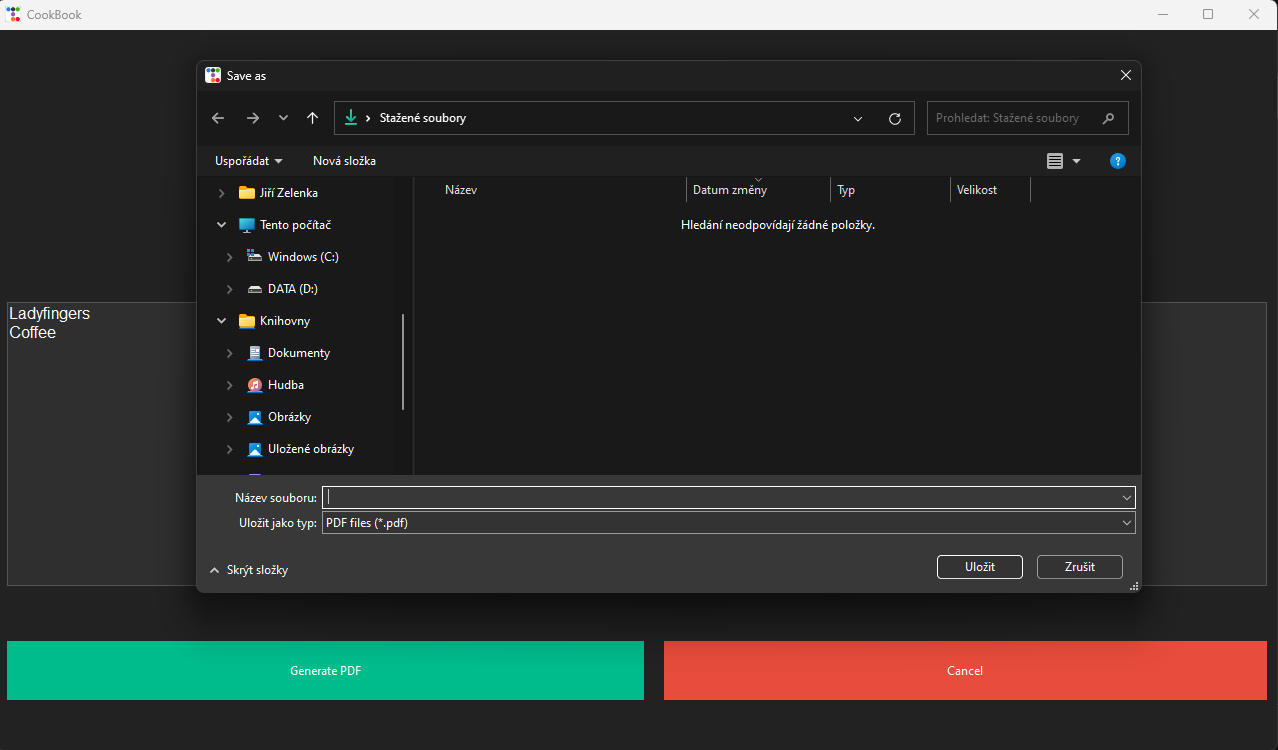 CookBook
Save as
Stažené soubory
Prohledat: Stažené soubory
Uspořádat
Nová složka
?
Jiří Zelenka
Tento počítač
Windows (C:)
DATA (D:)
Knihovny
Dokumenty
Hudba
Obrázky
Uložené obrázky
Název
Datum změny
Typ
Velikost
Hledání neodpovídají žádné položky.
Ladyfingers
Coffee
Název souboru:
Uložit jako typ:
PDF files (*.pdf)
Skrýt složky
Uložit
Zrušit
Generate PDF
Cancel